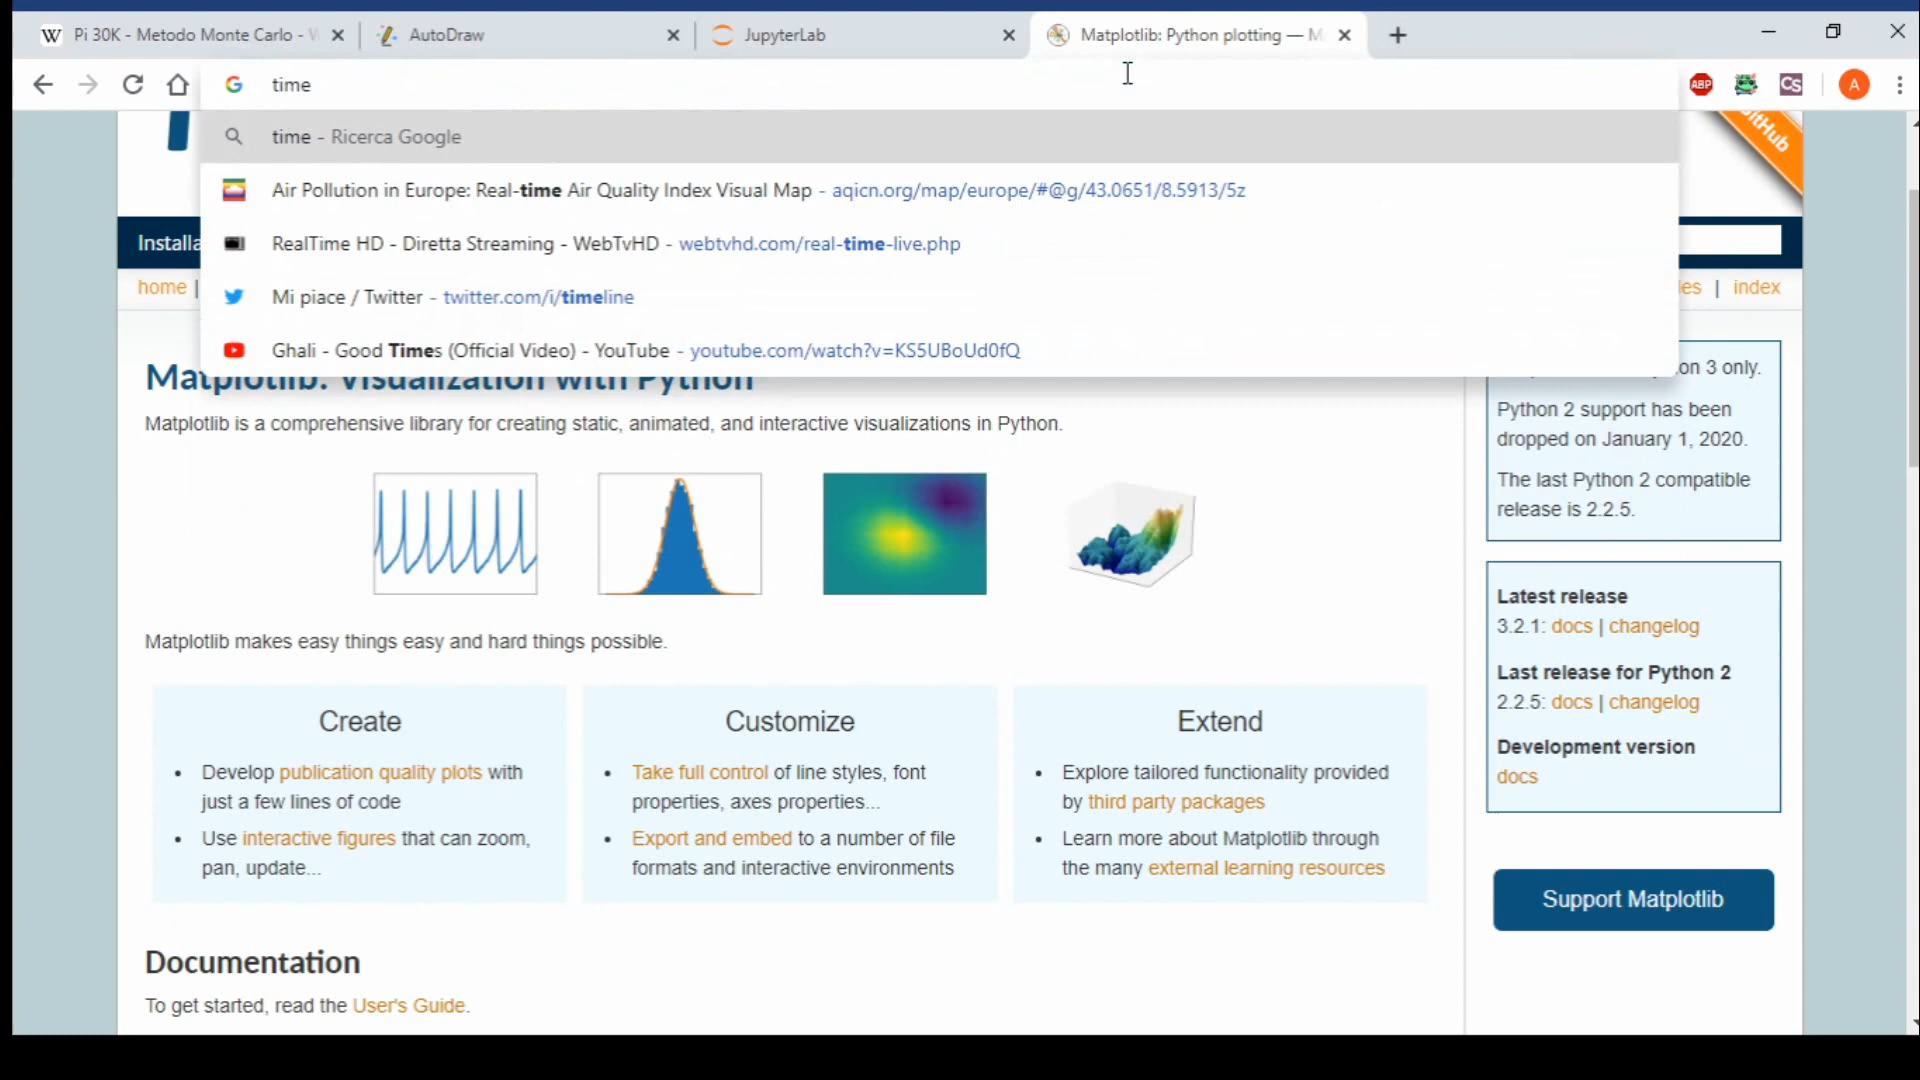 Pi 30K - Metodo Monte Carlo -
AutoDraw
JupyterLab
Matplotlib: Python plotting — M
time
ABP
CS
A
time - Ricerca Google
Air Pollution in Europe: Real-time Air Quality Index Visual Map - aqicn.org/map/europe/#@g/43.0651/8.5913/5z
RealTime HD - Diretta Streaming - WebTvHD - webtvhd.com/real-time-live.php
Mi piace / Twitter - twitter.com/i/timeline
Ghali - Good Times (Official Video) - YouTube - youtube.com/watch?v=KS5UBoUd0fQ
itHub
Installa
home |
es | index
Matplotlib: Visualization with Python
Matplotlib is a comprehensive library for creating static, animated, and interactive visualizations in Python.
Matplotlib makes easy things easy and hard things possible.
Create
Develop publication quality plots with
just a few lines of code
Use interactive figures that can zoom,
pan, update...
Customize
Take full control of line styles, font
properties, axes properties...
Export and embed to a number of file
formats and interactive environments
Extend
Explore tailored functionality provided
by third party packages
Learn more about Matplotlib through
the many external learning resources
Documentation
To get started, read the User's Guide.
on 3 only.
Python 2 support has been
dropped on January 1, 2020.
The last Python 2 compatible
release is 2.2.5.
Latest release
3.2.1: docs | changelog
Last release for Python 2
2.2.5: docs | changelog
Development version
docs
Support Matplotlib